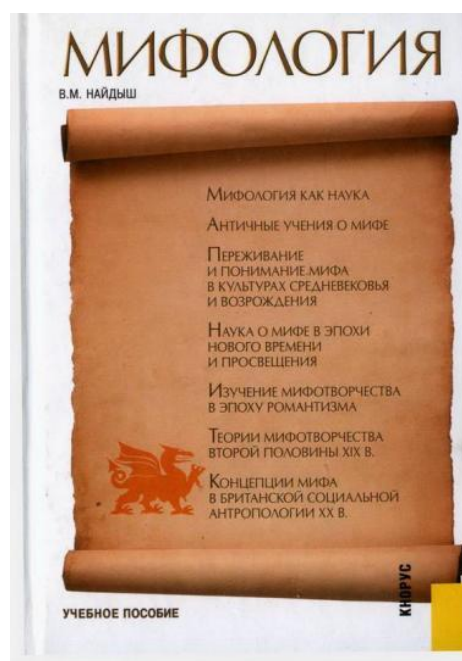 МИФОЛОГИЯ
В.М. НАЙДЫШ
МИФОЛОГИЯ КАК НАУКА
АНТИЧНЫЕ УЧЕНИЯ О МИФЕ
ПЕРЕЖИВАНИЕ
И ПОНИМАНИЕ МИФА
В КУЛЬТУРАХ СРЕДНЕВЕКОВЬЯ
И ВОЗРОЖДЕНИЯ
НАУКА О МИФЕ В ЭПОХИ
НОВОГО ВРЕМЕНИ
И ПРОСВЕЩЕНИЯ
ИЗУЧЕНИЕ МИФОТВОРЧЕСТВА
В ЭПОХУ РОМАНТИЗМА
ТЕОРИИ МИФОТВОРЧЕСТВА
ВТОРОЙ ПОЛОВИНЫ XIX В.
КОНЦЕПЦИИ МИФА
В БРИТАНСКОЙ СОЦИАЛЬНОЙ
АНТРОПОЛОГИИ XX В.
КНОРУС
УЧЕБНОЕ ПОСОБИЕ